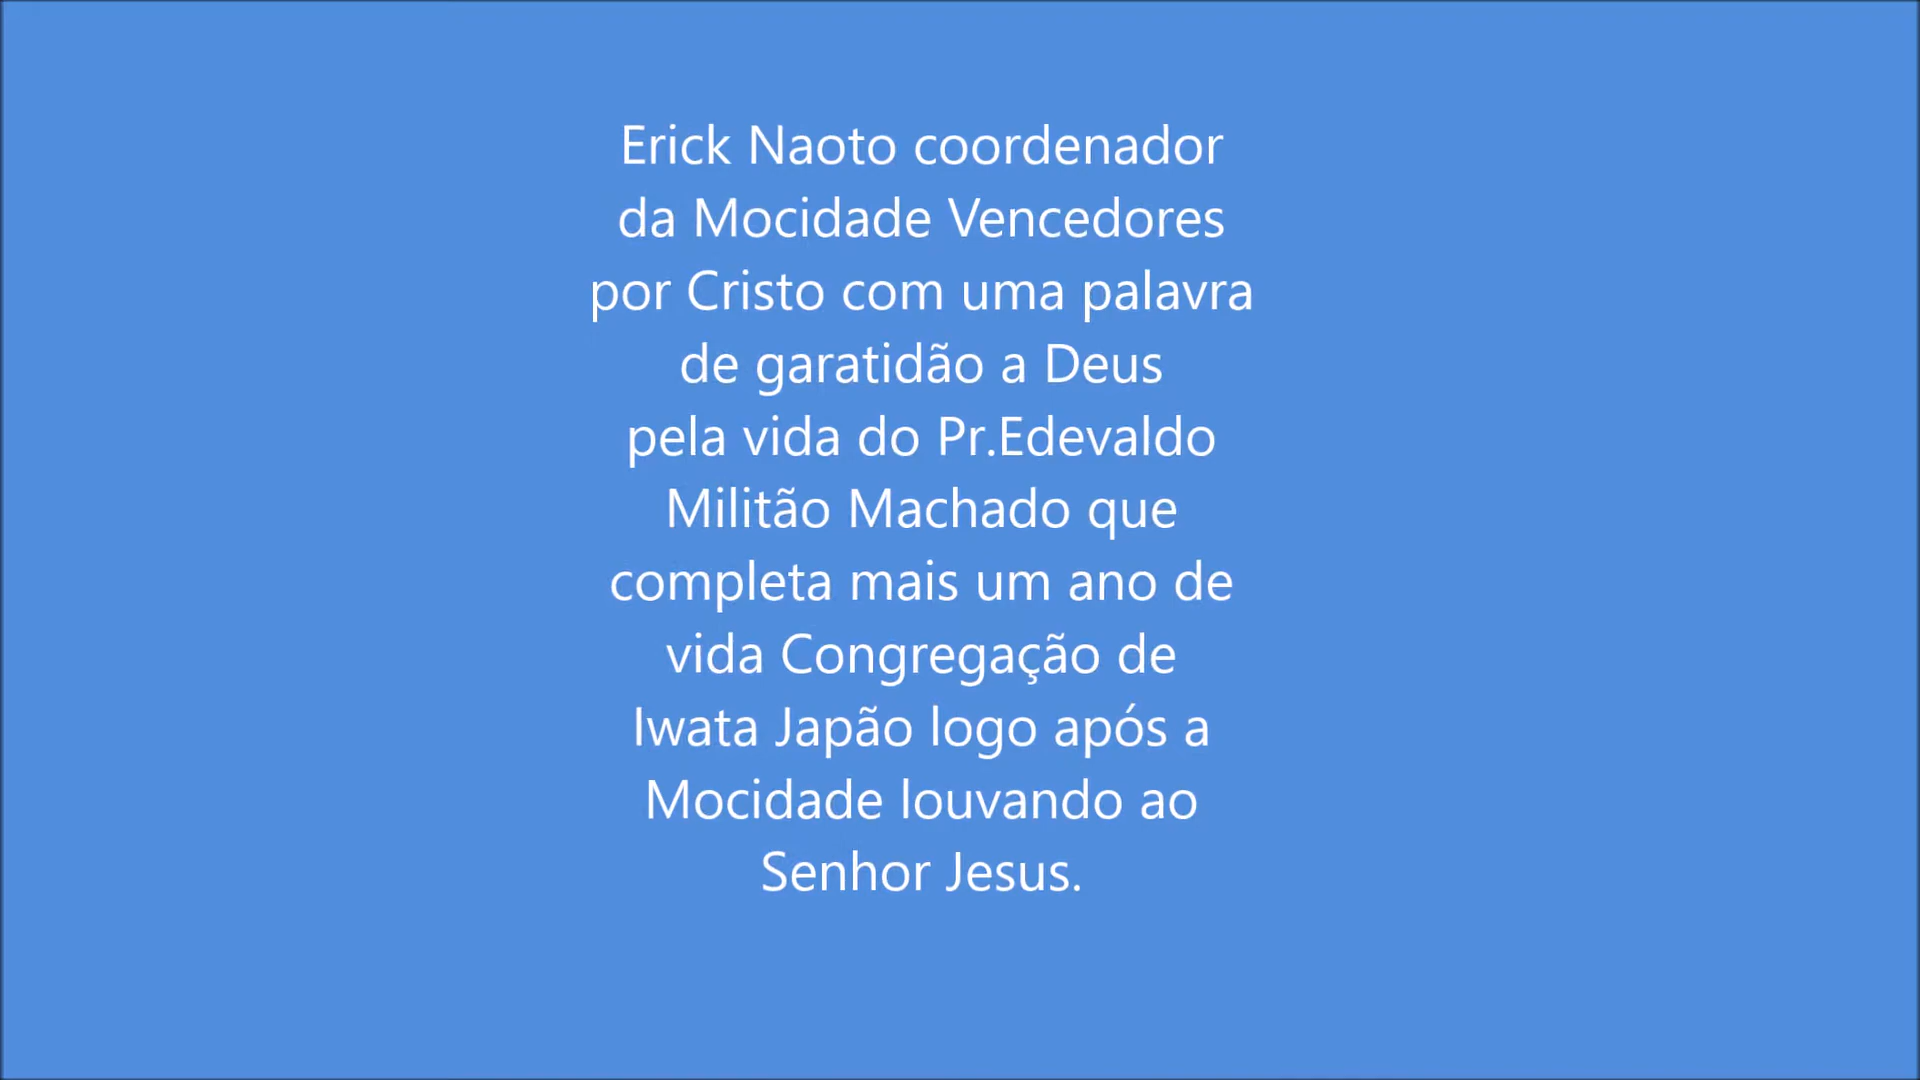 Erick Naoto coordenador
da Mocidade Vencedores
por Cristo com uma palavra
de garatidão a Deus
pela vida do Pr.Edevaldo
Militão Machado que
completa mais um ano de
vida Congregação de
Iwata Japão logo após a
Mocidade louvando ao
Senhor Jesus.